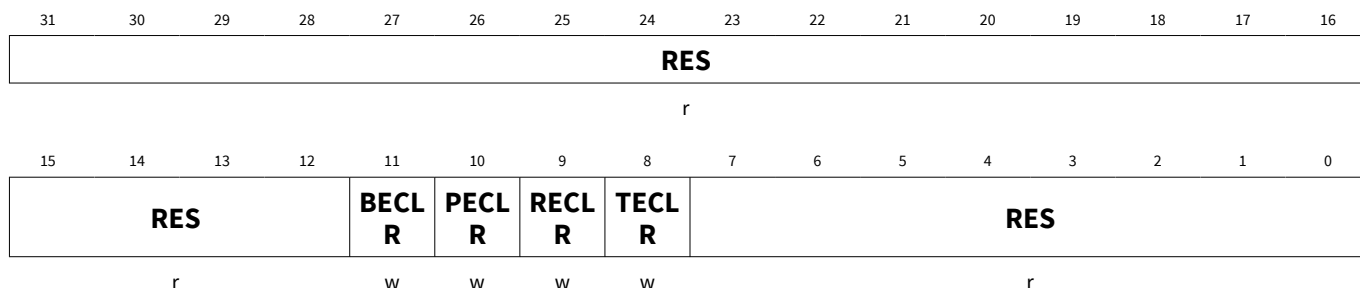 31 30 29 28 27 26 25 24 23 22 21 20 19 18 17 16
RES
r
15 14 13 12 11 10 9 8 7 6 5 4 3 2 1 0
RES BECL PECL RECL TECL RES
R R R R
r w w w w r